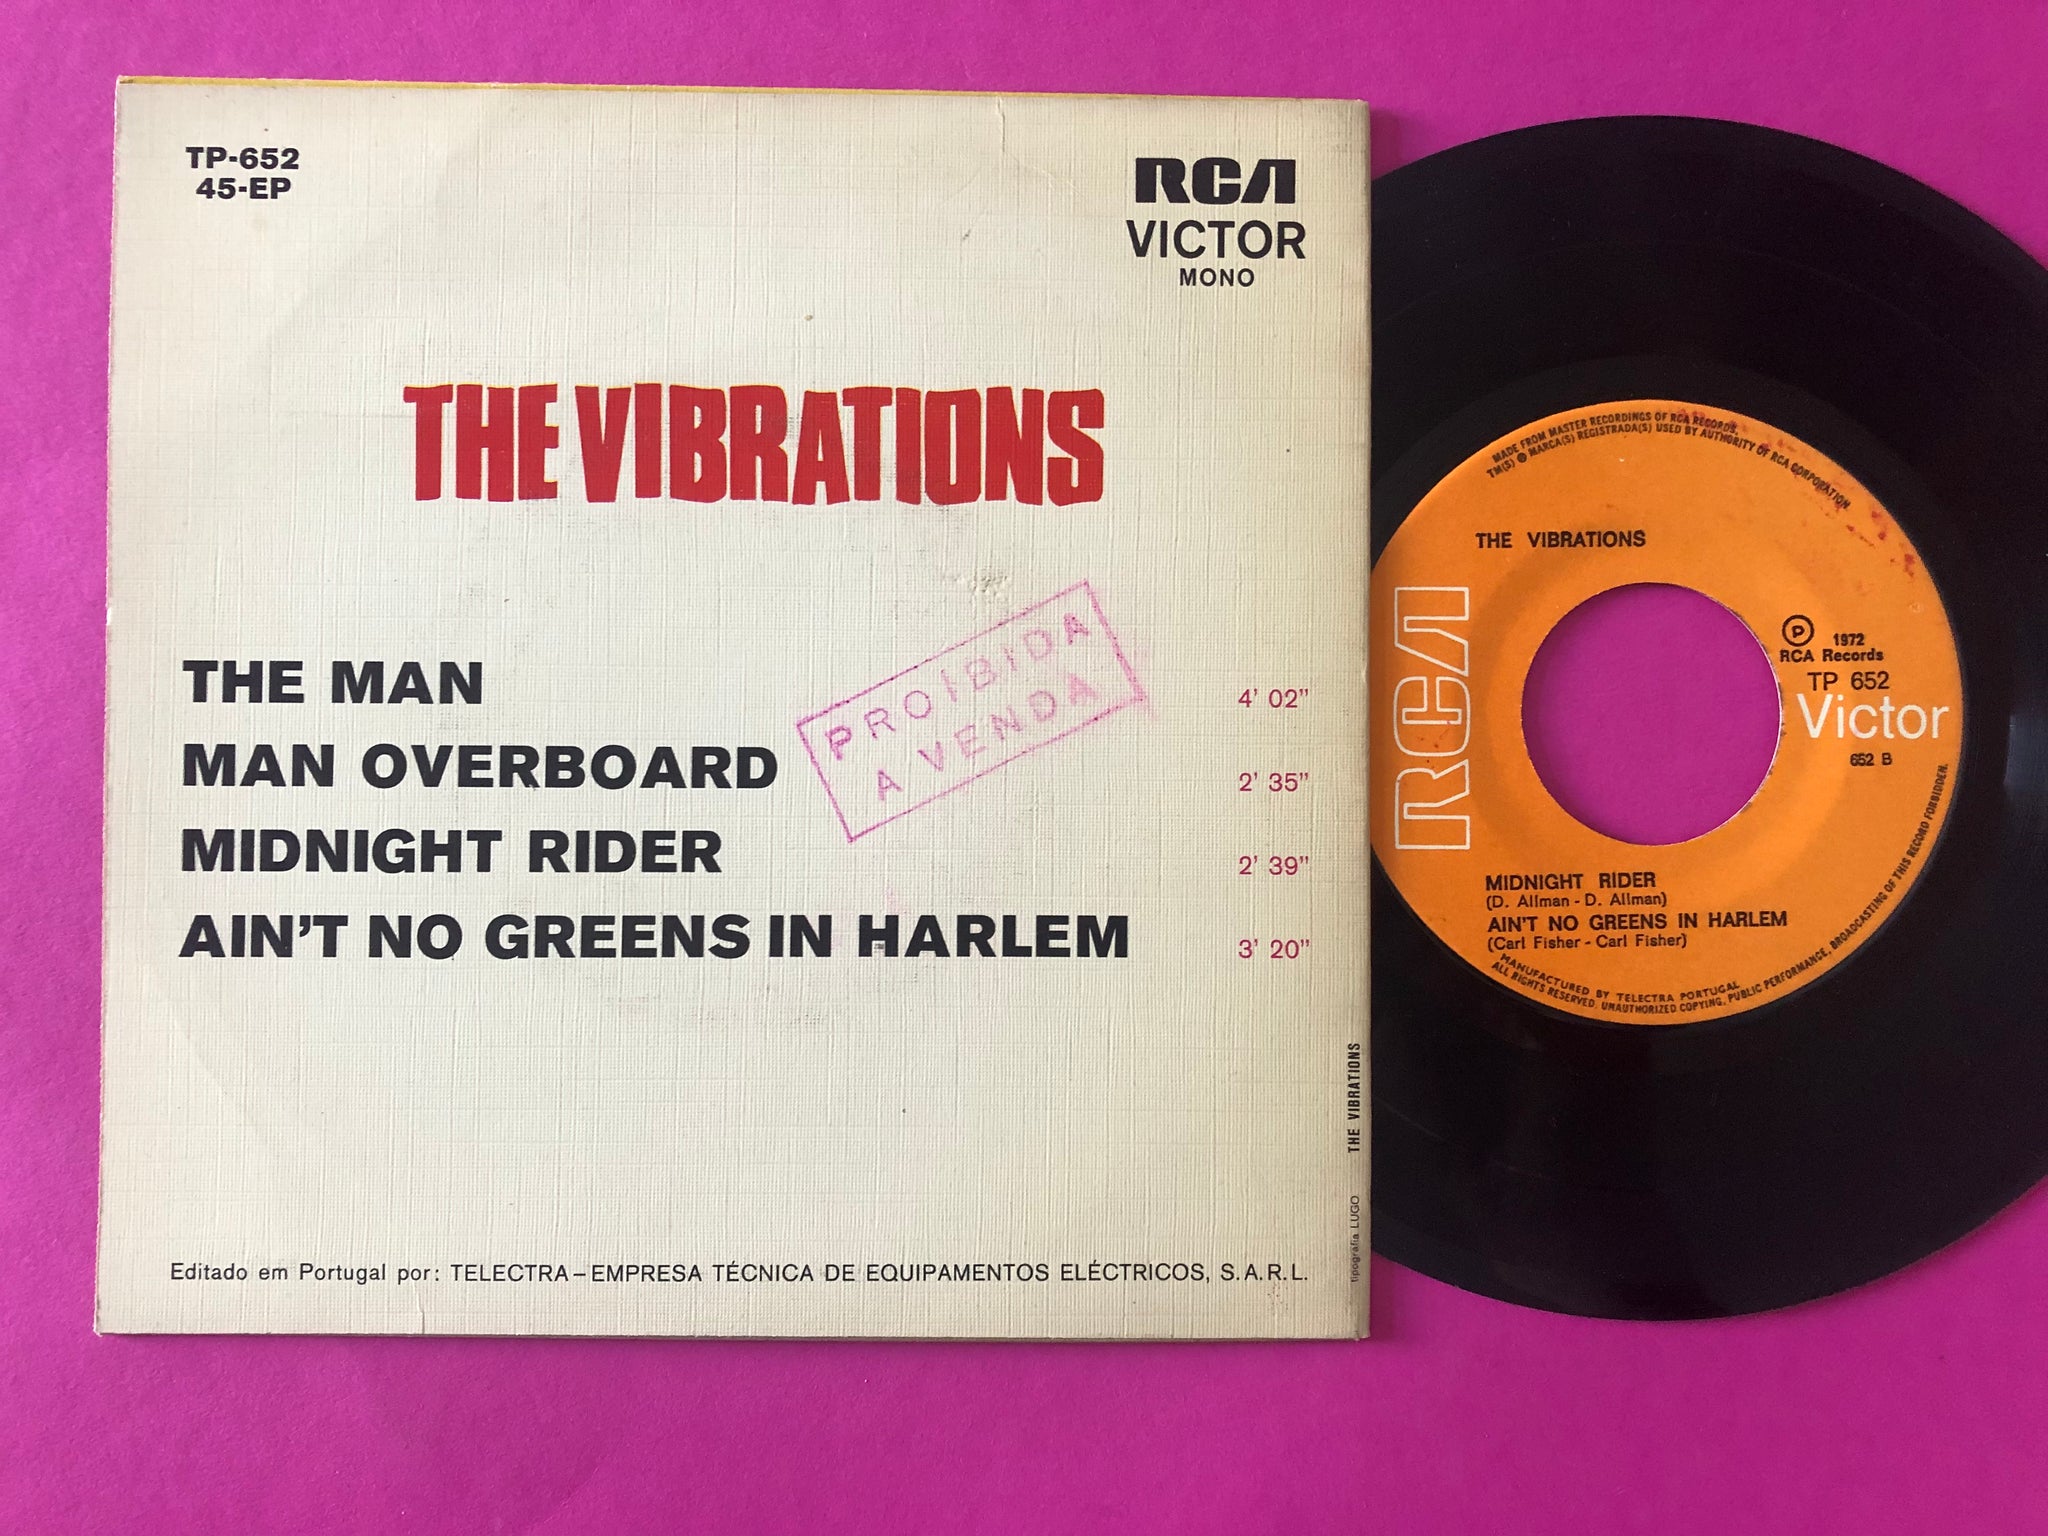 TP-652
45-EP
RCA
VICTOR
MONO
THE VIBRATIONS
THE MAN 4' 02"
MAN OVERBOARD 2' 35"
MIDNIGHT RIDER 2' 39"
AIN'T NO GREENS IN HARLEM 3' 20"
PROIBIDA
A VENDA
Editado em Portugal por: TELECTRA–EMPRESA TÉCNICA DE EQUIPAMENTOS ELÉCTRICOS, S.A.R.L.
THE VIBRATIONS
tipografia LUGO
MADE FROM MASTER RECORDINGS OF RCA RECORDS.
TM(S) ® MARCA(S) REGISTRADA(S) USED BY AUTHORITY OF RCA CORPORATION
THE VIBRATIONS
RCA
℗ 1972
RCA Records
TP 652
Victor
652 B
MIDNIGHT RIDER
(D. Allman - D. Allman)
AIN'T NO GREENS IN HARLEM
(Carl Fisher - Carl Fisher)
MANUFACTURED BY TELECTRA PORTUGAL
ALL RIGHTS RESERVED. UNAUTHORIZED COPYING, PUBLIC PERFORMANCE, BROADCASTING OF THIS RECORD FORBIDDEN.